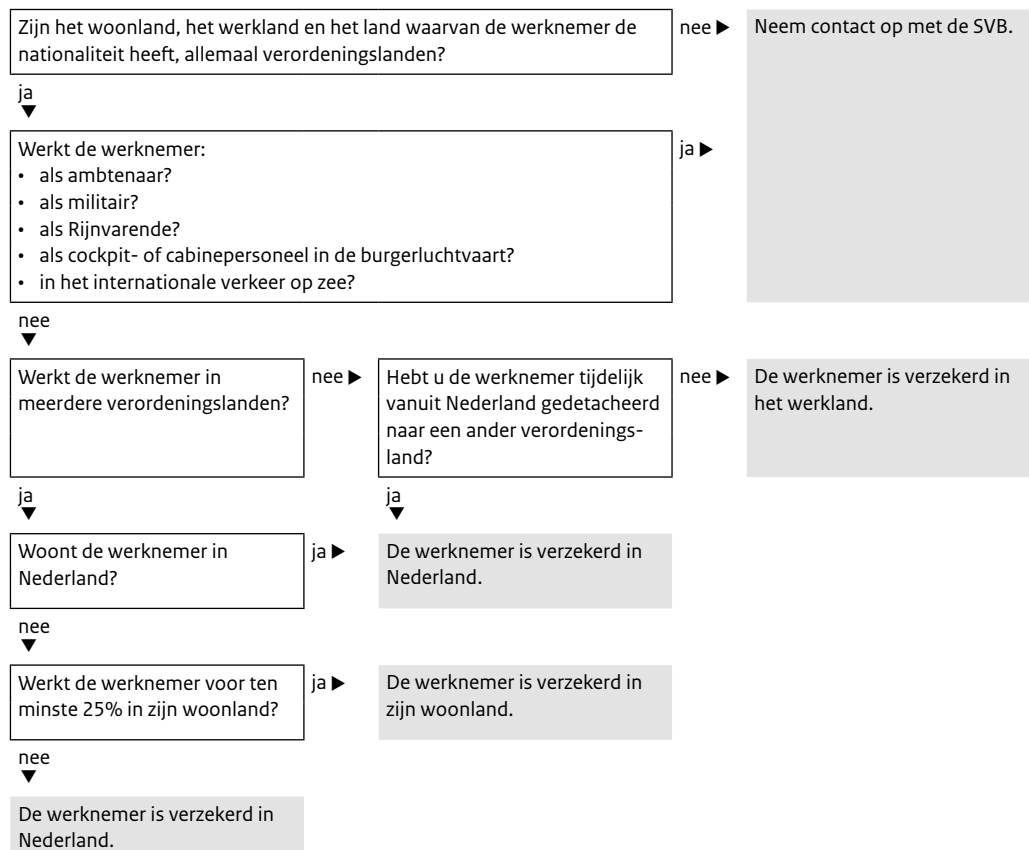 Zijn het woonland, het werkland en het land waarvan de werknemer de
nationaliteit heeft, allemaal verordeningslanden?
nee ▶
Neem contact op met de SVB.
ja
▼
Werkt de werknemer:
• als ambtenaar?
• als militair?
• als Rijnvarende?
• als cockpit- of cabinepersoneel in de burgerluchtvaart?
• in het internationale verkeer op zee?
ja ▶
nee
▼
Werkt de werknemer in
meerdere verordeningslanden?
nee ▶
Hebt u de werknemer tijdelijk
vanuit Nederland gedetacheerd
naar een ander verordenings-
land?
nee ▶
De werknemer is verzekerd in
het werkland.
ja
▼
ja
▼
Woont de werknemer in
Nederland?
ja ▶
De werknemer is verzekerd in
Nederland.
nee
▼
Werkt de werknemer voor ten
minste 25% in zijn woonland?
ja ▶
De werknemer is verzekerd in
zijn woonland.
nee
▼
De werknemer is verzekerd in
Nederland.